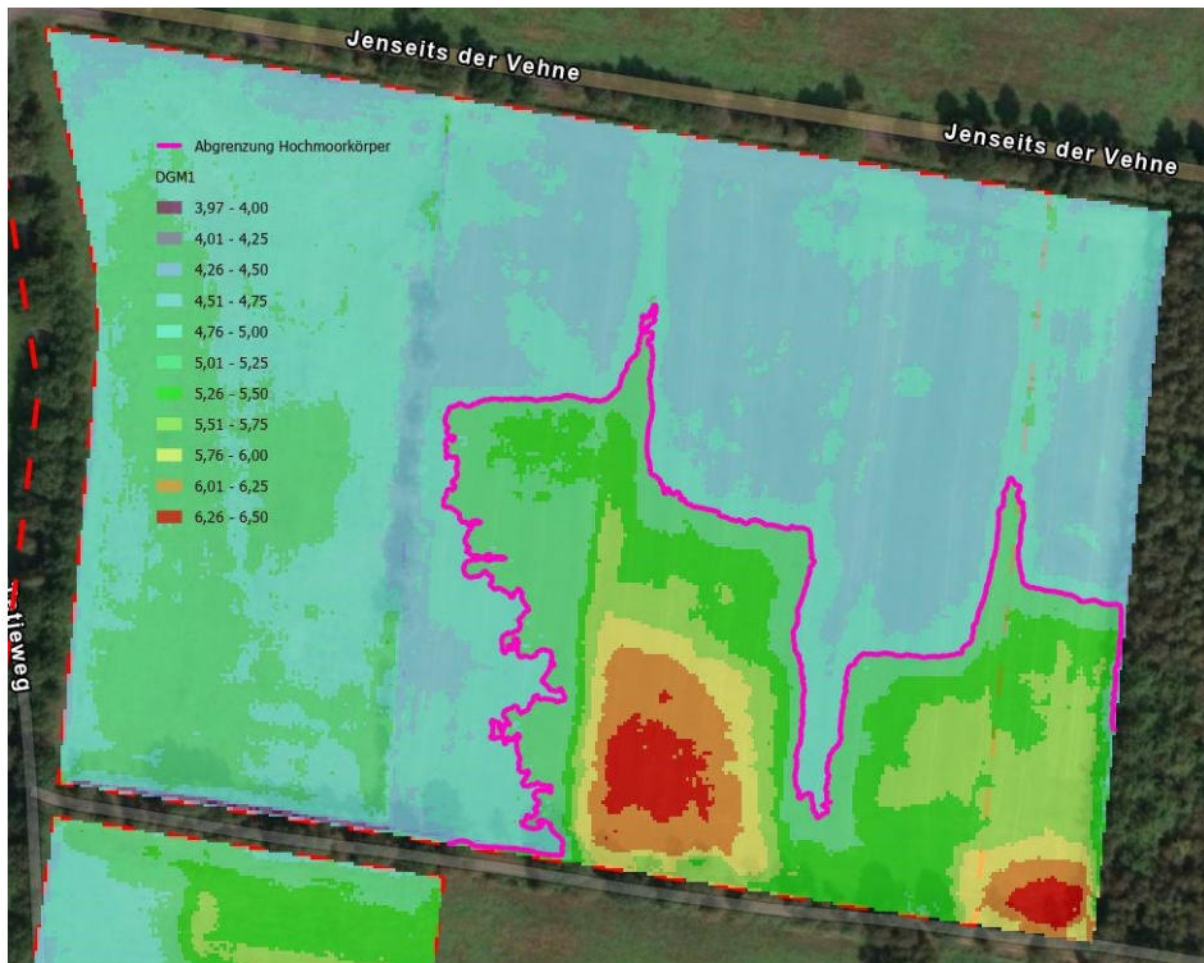 Jenseits der Vehne
Jenseits der Vehne
Abgrenzung Hochmoorkörper
DGM1
3,97 - 4,00
4,01 - 4,25
4,26 - 4,50
4,51 - 4,75
4,76 - 5,00
5,01 - 5,25
5,26 - 5,50
5,51 - 5,75
5,76 - 6,00
6,01 - 6,25
6,26 - 6,50